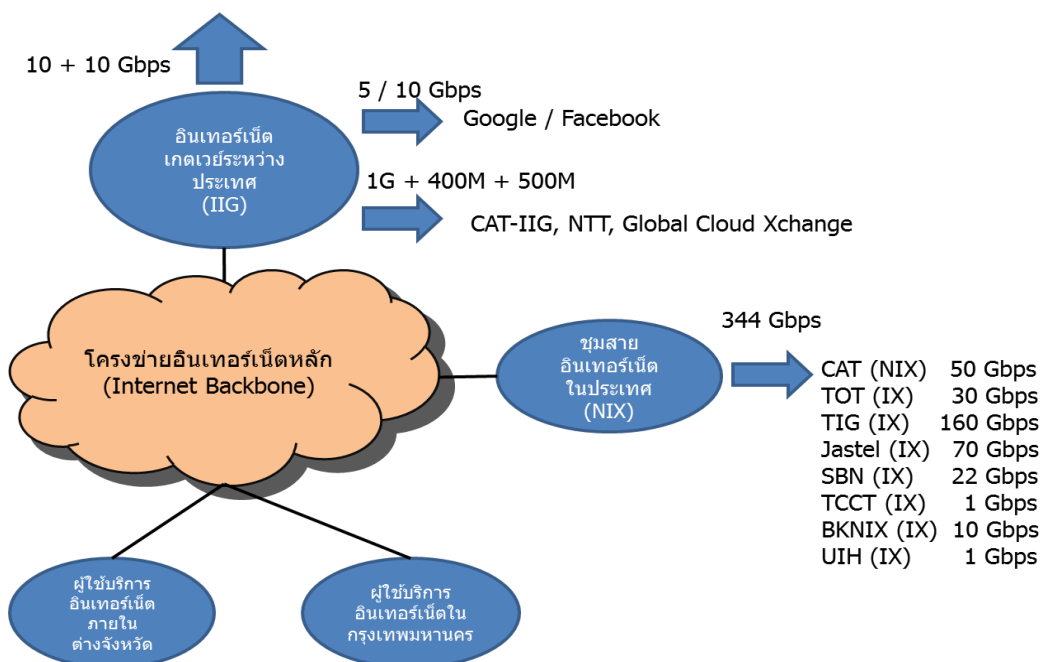 10 + 10 Gbps
5 / 10 Gbps
Google / Facebook
อินเทอร์เน็ต
เกตเวย์ระหว่าง
ประเทศ
(IIG)
1G + 400M + 500M
CAT-IIG, NTT, Global Cloud Xchange
โครงข่ายอินเทอร์เน็ตหลัก
(Internet Backbone)
ชุมสาย
อินเทอร์เน็ต
ในประเทศ
(NIX)
344 Gbps
CAT (NIX) 50 Gbps
TOT (IX) 30 Gbps
TIG (IX) 160 Gbps
Jastel (IX) 70 Gbps
SBN (IX) 22 Gbps
TCCT (IX) 1 Gbps
BKNIX (IX) 10 Gbps
UIH (IX) 1 Gbps
ผู้ใช้บริการ
อินเทอร์เน็ต
ภายใน
ต่างจังหวัด
ผู้ใช้บริการ
อินเทอร์เน็ตใน
กรุงเทพมหานคร